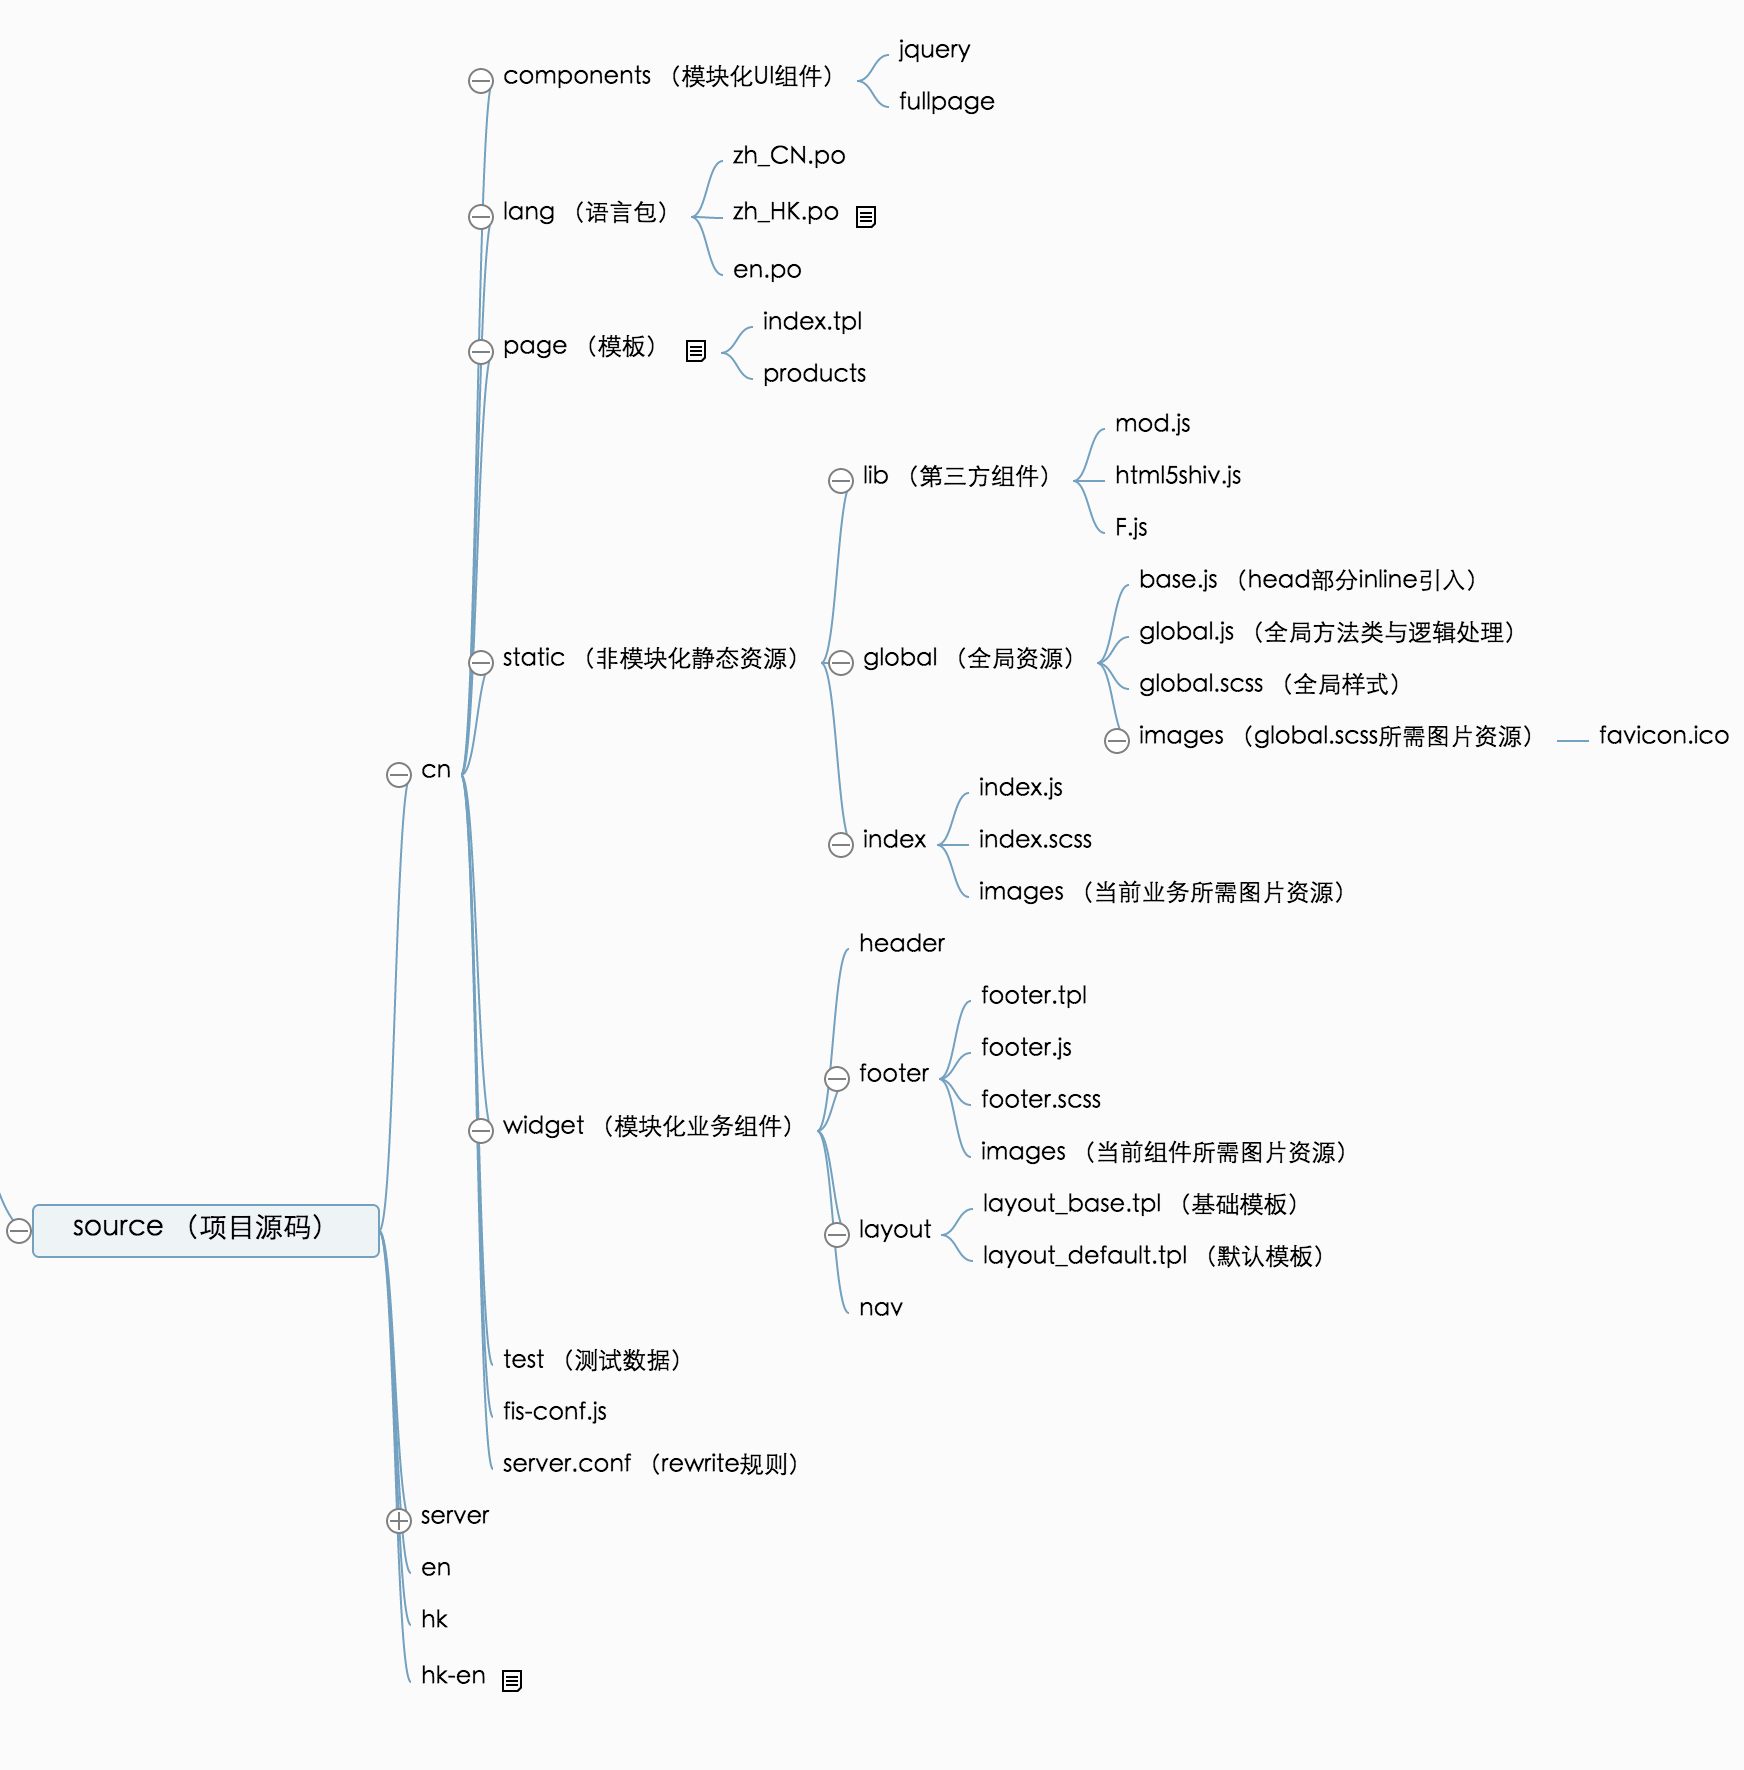 source （项目源码）
cn
components （模块化UI组件）
jquery
fullpage
lang （语言包）
zh_CN.po
zh_HK.po
en.po
page （模板）
index.tpl
products
static （非模块化静态资源）
lib （第三方组件）
mod.js
html5shiv.js
F.js
global （全局资源）
base.js （head部分inline引入）
global.js （全局方法类与逻辑处理）
global.scss （全局样式）
images （global.scss所需图片资源）
favicon.ico
index
index.js
index.scss
images （当前业务所需图片资源）
widget （模块化业务组件）
header
footer
footer.tpl
footer.js
footer.scss
images （当前组件所需图片资源）
layout
layout_base.tpl （基础模板）
layout_default.tpl （默认模板）
nav
test （测试数据）
fis-conf.js
server.conf （rewrite规则）
server
en
hk
hk-en